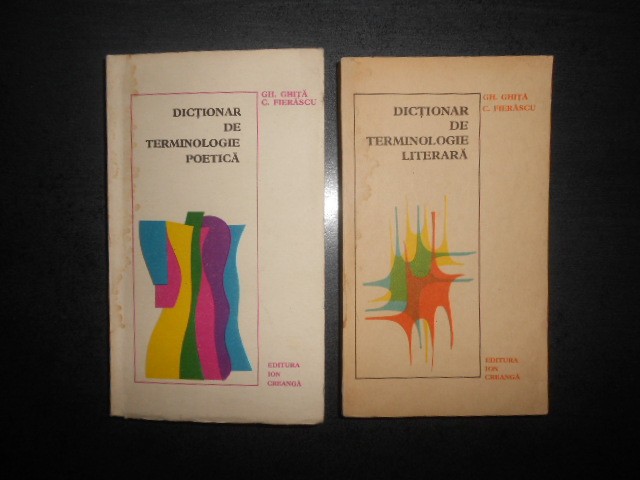 GH. GHIȚĂ
C. FIERĂSCU
DICȚIONAR
DE
TERMINOLOGIE
POETICĂ
EDITURA
ION
CREANGĂ
GH. GHIȚA
C. FIERĂSCU
DICȚIONAR
DE
TERMINOLOGIE
LITERARĂ
EDITURA
ION
CREANGĂ